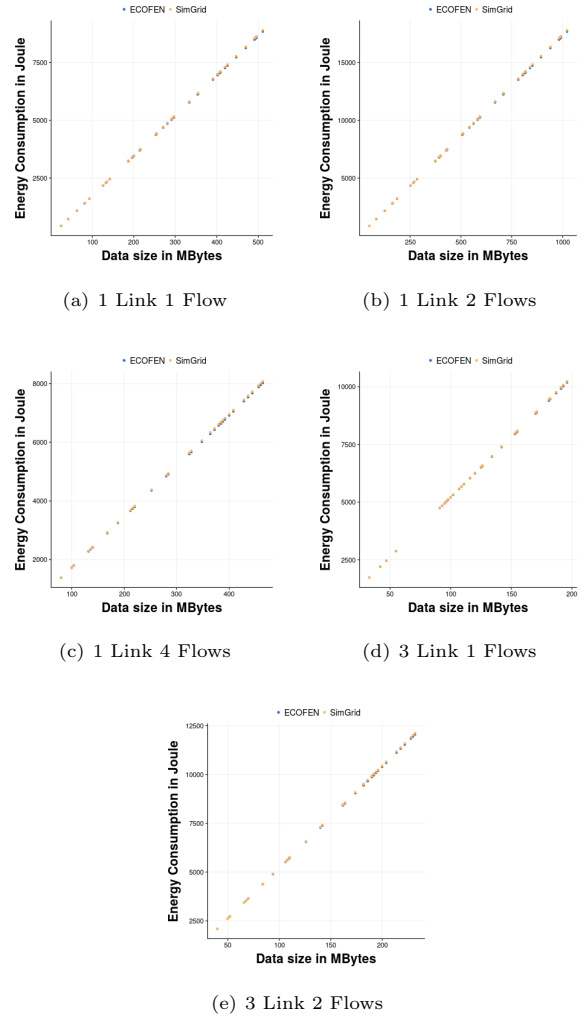 ECOFEN SimGrid
Energy Consumption in Joule
7500
5000
2500
100 200 300 400 500
Data size in MBytes
(a) 1 Link 1 Flow
ECOFEN SimGrid
Energy Consumption in Joule
15000
10000
5000
250 500 750 1000
Data size in MBytes
(b) 1 Link 2 Flows
ECOFEN SimGrid
Energy Consumption in Joule
8000
6000
4000
2000
100 200 300 400
Data size in MBytes
(c) 1 Link 4 Flows
ECOFEN SimGrid
Energy Consumption in Joule
10000
7500
5000
2500
50 100 150 200
Data size in MBytes
(d) 3 Link 1 Flows
ECOFEN SimGrid
Energy Consumption in Joule
12500
10000
7500
5000
2500
50 100 150 200
Data size in MBytes
(e) 3 Link 2 Flows